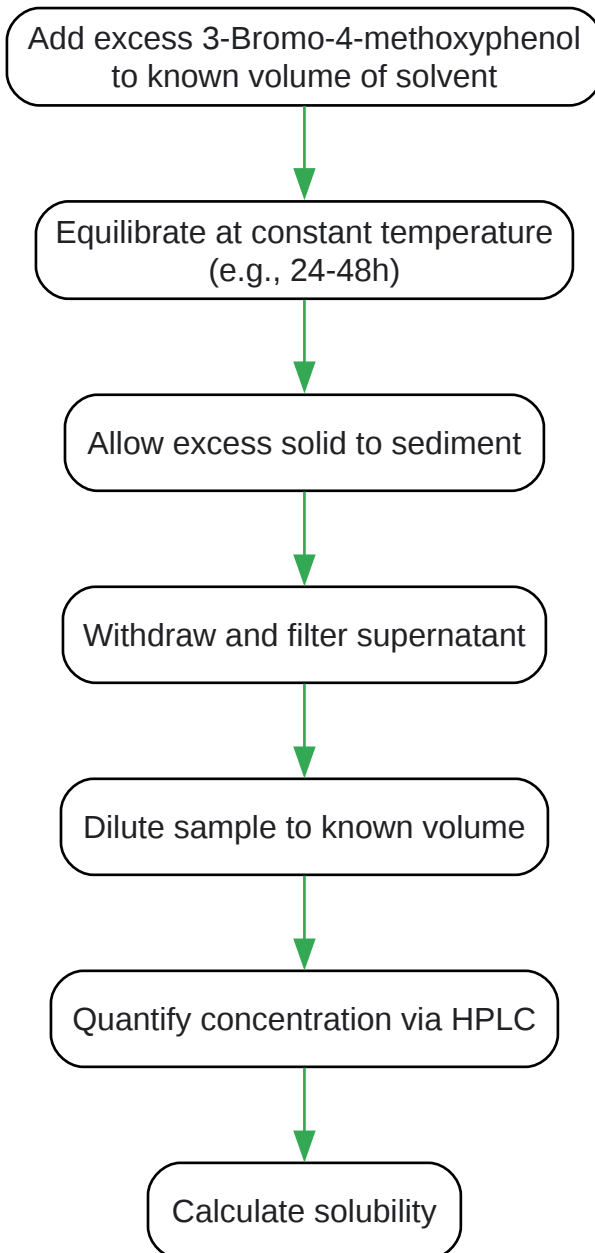 Add excess 3-Bromo-4-methoxyphenol
to known volume of solvent
Equilibrate at constant temperature
(e.g., 24-48h)
Allow excess solid to sediment
Withdraw and filter supernatant
Dilute sample to known volume
Quantify concentration via HPLC
Calculate solubility